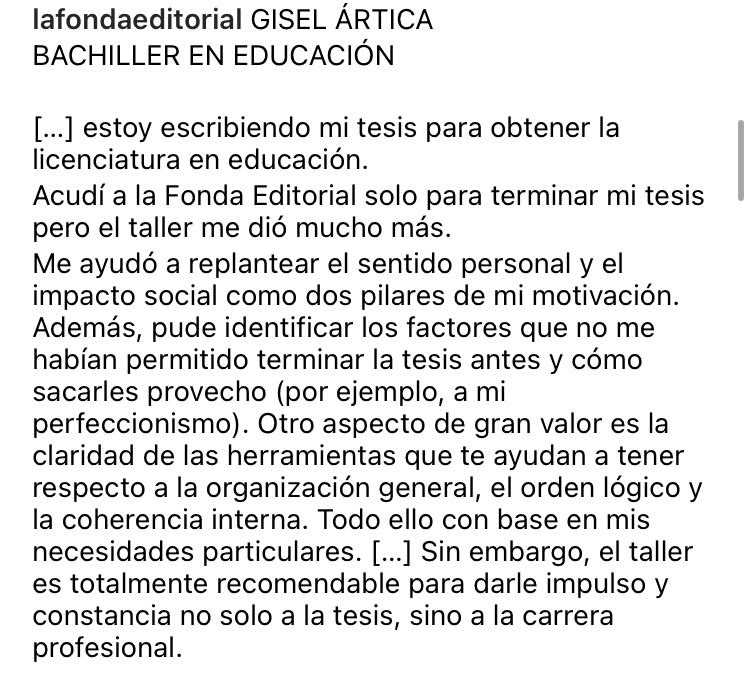 lafondaeditorial GISEL ÁRTICA
BACHILLER EN EDUCACIÓN
[...] estoy escribiendo mi tesis para obtener la
licenciatura en educación.
Acudí a la Fonda Editorial solo para terminar mi tesis
pero el taller me dió mucho más.
Me ayudó a replantear el sentido personal y el
impacto social como dos pilares de mi motivación.
Además, pude identificar los factores que no me
habían permitido terminar la tesis antes y cómo
sacarles provecho (por ejemplo, a mi
perfeccionismo). Otro aspecto de gran valor es la
claridad de las herramientas que te ayudan a tener
respecto a la organización general, el orden lógico y
la coherencia interna. Todo ello con base en mis
necesidades particulares. [...] Sin embargo, el taller
es totalmente recomendable para darle impulso y
constancia no solo a la tesis, sino a la carrera
profesional.